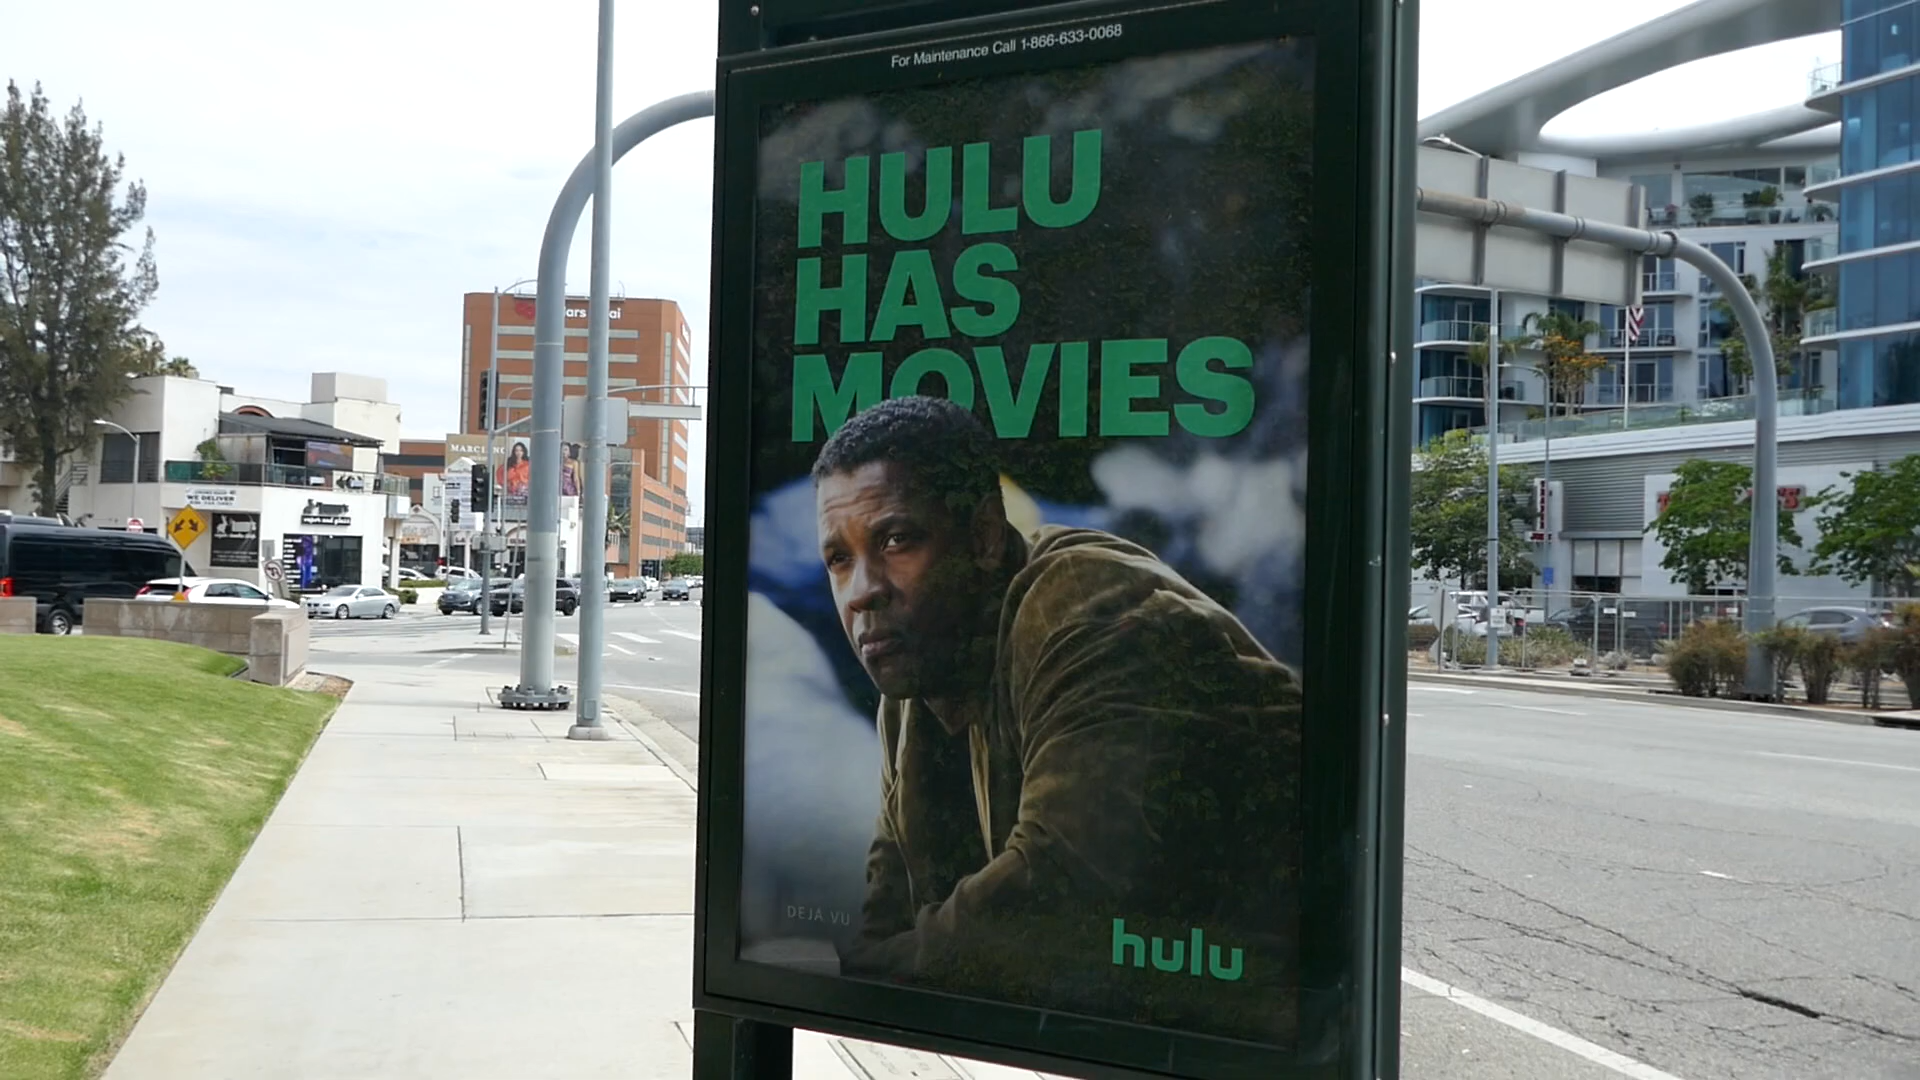 For Maintenance Call 1-866-633-0068
HULU
HAS
MOVIES
DEJA VU
hulu
WE DELIVER